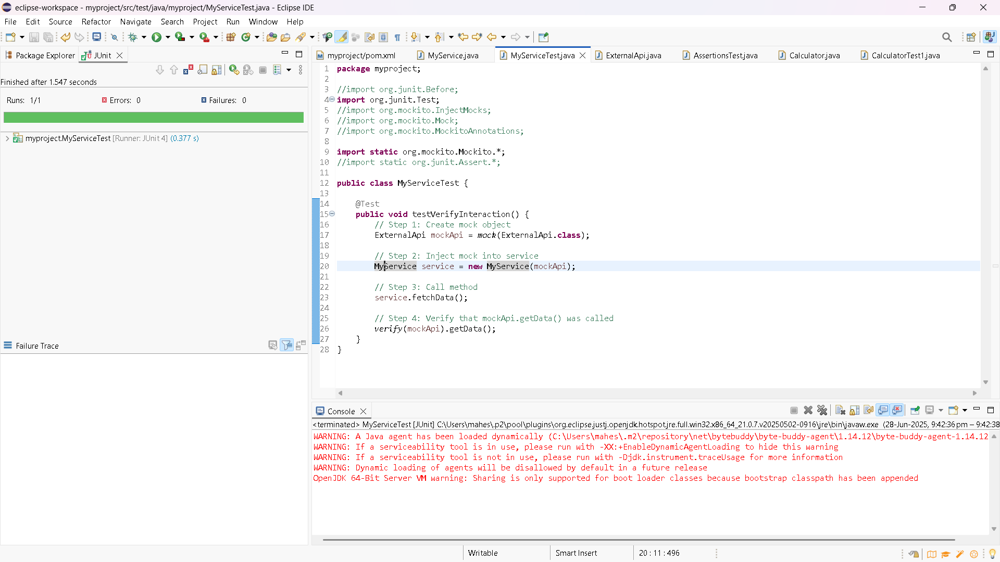 eclipse-workspace - myproject/src/test/java/myproject/MyServiceTest.java - Eclipse IDE
File Edit Source Refactor Navigate Search Project Run Window Help
Package Explorer JUnit
Finished after 1.547 seconds
Runs: 1/1 Errors: 0 Failures: 0
myproject.MyServiceTest [Runner: JUnit 4] (0.377 s)
Failure Trace
myproject/pom.xml MyService.java MyServiceTest.java ExternalApi.java AssertionsTest.java Calculator.java CalculatorTest1.java
1 package myproject;
2
3 //import org.junit.Before;
4 import org.junit.Test;
5 //import org.mockito.InjectMocks;
6 //import org.mockito.Mock;
7 //import org.mockito.MockitoAnnotations;
8
9 import static org.mockito.Mockito.*;
10 //import static org.junit.Assert.*;
11
12 public class MyServiceTest {
13
14 @Test
15 public void testVerifyInteraction() {
16 // Step 1: Create mock object
17 ExternalApi mockApi = mock(ExternalApi.class);
18
19 // Step 2: Inject mock into service
20 MyService service = new MyService(mockApi);
21
22 // Step 3: Call method
23 service.fetchData();
24
25 // Step 4: Verify that mockApi.getData() was called
26 verify(mockApi).getData();
27 }
28 }
Console
<terminated> MyServiceTest [JUnit] C:\Users\mahes\.p2\pool\plugins\org.eclipse.justj.openjdk.hotspot.jre.full.win32.x86_64_21.0.7.v20250502-0916\jre\bin\javaw.exe (28-Jun-2025, 9:42:36 pm – 9:42:38
WARNING: A Java agent has been loaded dynamically (C:\Users\mahes\.m2\repository\net\bytebuddy\byte-buddy-agent\1.14.12\byte-buddy-agent-1.14.12
WARNING: If a serviceability tool is in use, please run with -XX:+EnableDynamicAgentLoading to hide this warning
WARNING: If a serviceability tool is not in use, please run with -Djdk.instrument.traceUsage for more information
WARNING: Dynamic loading of agents will be disallowed by default in a future release
OpenJDK 64-Bit Server VM warning: Sharing is only supported for boot loader classes because bootstrap classpath has been appended
Writable Smart Insert 20 : 11 : 496